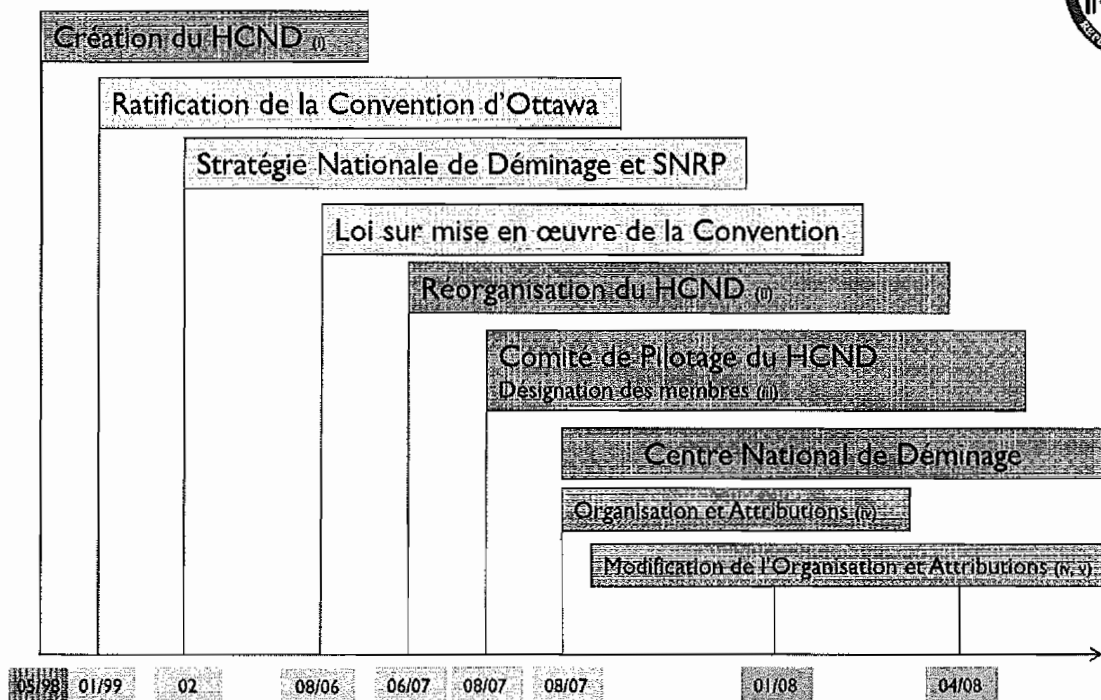 Création du HCND (i)
Ratification de la Convention d'Ottawa
Stratégie Nationale de Déminage et SNRP
Loi sur mise en œuvre de la Convention
Réorganisation du HCND (ii)
Comité de Pilotage du HCND
Désignation des membres (iii)
Centre National de Déminage
Organisation et Attributions (iv)
Modification de l'Organisation et Attributions (iv, v)
05/98 01/99 02 08/06 06/07 08/07 08/07 01/08 04/08